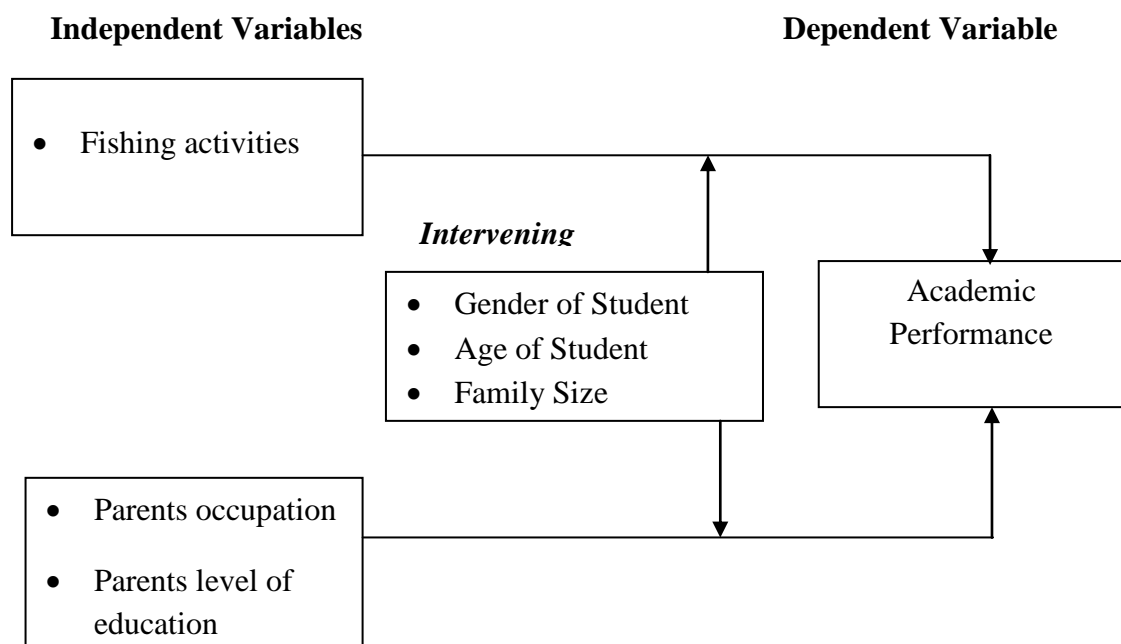 Independent Variables
Dependent Variable
• Fishing activities
Intervening
• Gender of Student
• Age of Student
• Family Size
Academic
Performance
• Parents occupation
• Parents level of
education